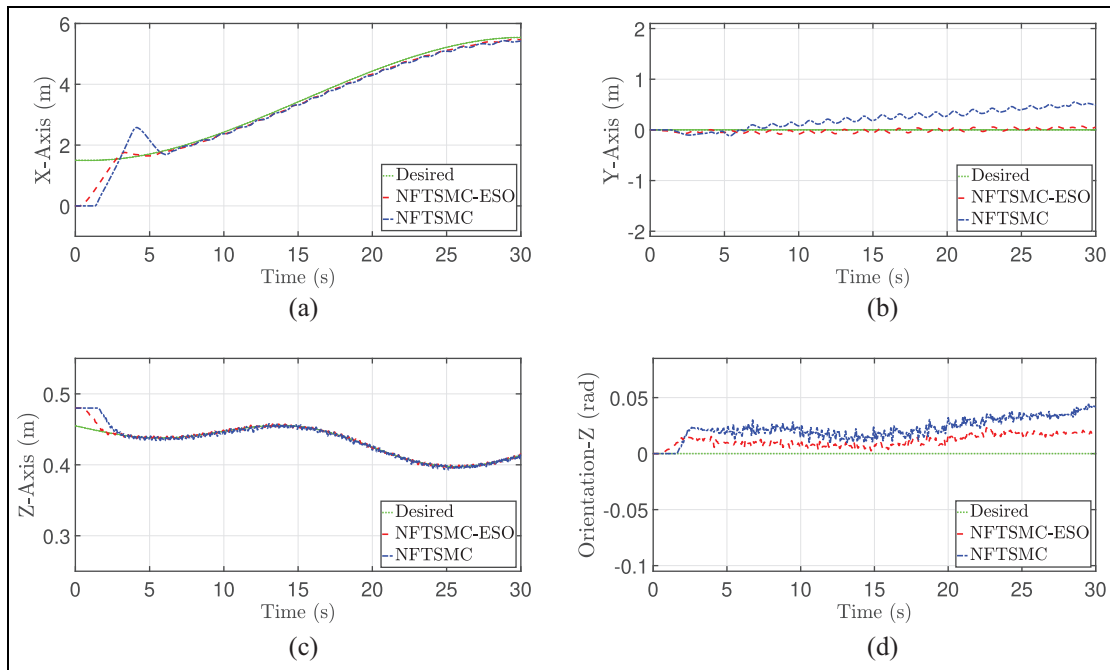 6
4
2
0
X-Axis (m)
Desired
NFTSMC-ESO
NFTSMC
0 5 10 15 20 25 30
Time (s)
(a)
2
1
0
-1
-2
Y-Axis (m)
Desired
NFTSMC-ESO
NFTSMC
0 5 10 15 20 25 30
Time (s)
(b)
0.5
0.4
0.3
Z-Axis (m)
Desired
NFTSMC-ESO
NFTSMC
0 5 10 15 20 25 30
Time (s)
(c)
0.05
0
-0.05
-0.1
Orientation-Z (rad)
Desired
NFTSMC-ESO
NFTSMC
0 5 10 15 20 25 30
Time (s)
(d)